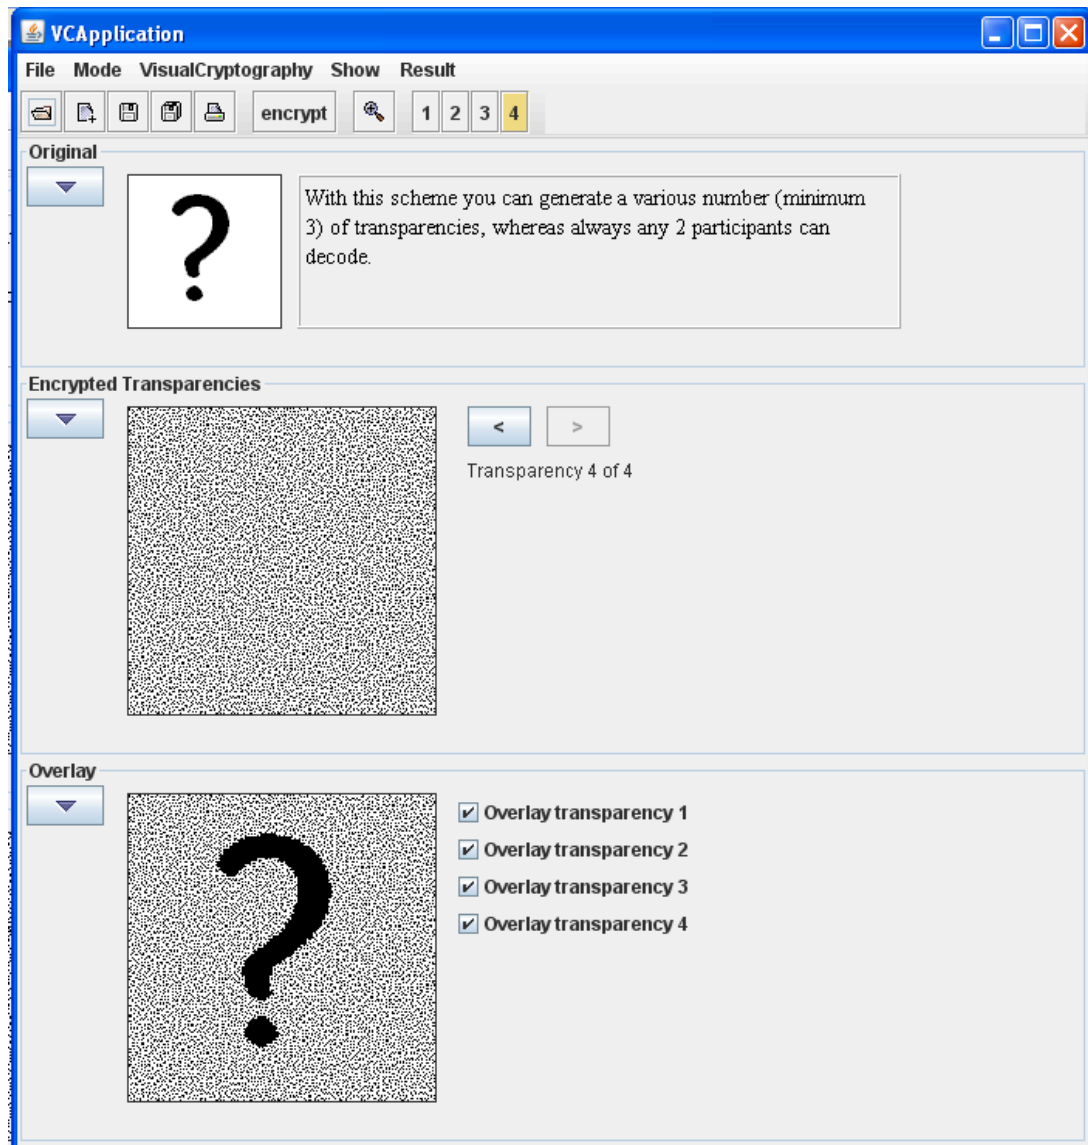 VCApplication
File Mode VisualCryptography Show Result
encrypt 1 2 3 4
Original
?
With this scheme you can generate a various number (minimum
3) of transparencies, whereas always any 2 participants can
decode.
Encrypted Transparencies
< >
Transparency 4 of 4
Overlay
?
Overlay transparency 1
Overlay transparency 2
Overlay transparency 3
Overlay transparency 4